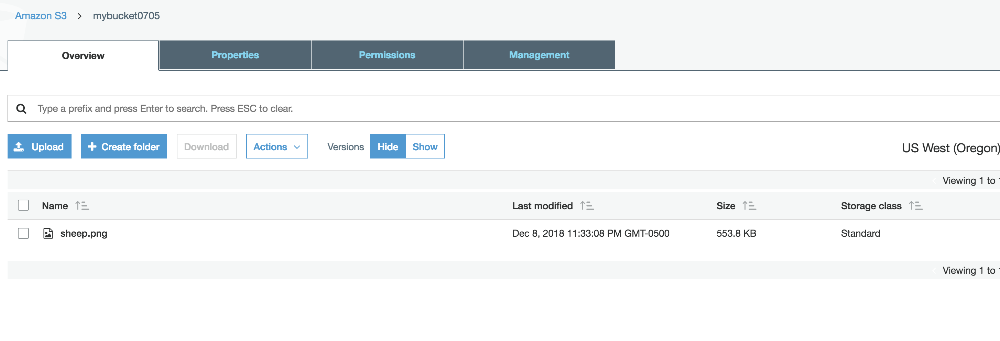 Amazon S3 > mybucket0705
Overview Properties Permissions Management
Type a prefix and press Enter to search. Press ESC to clear.
Upload + Create folder Download Actions Versions Hide Show US West (Oregon)
Viewing 1 to
Name Last modified Size Storage class
sheep.png Dec 8, 2018 11:33:08 PM GMT-0500 553.8 KB Standard
Viewing 1 to